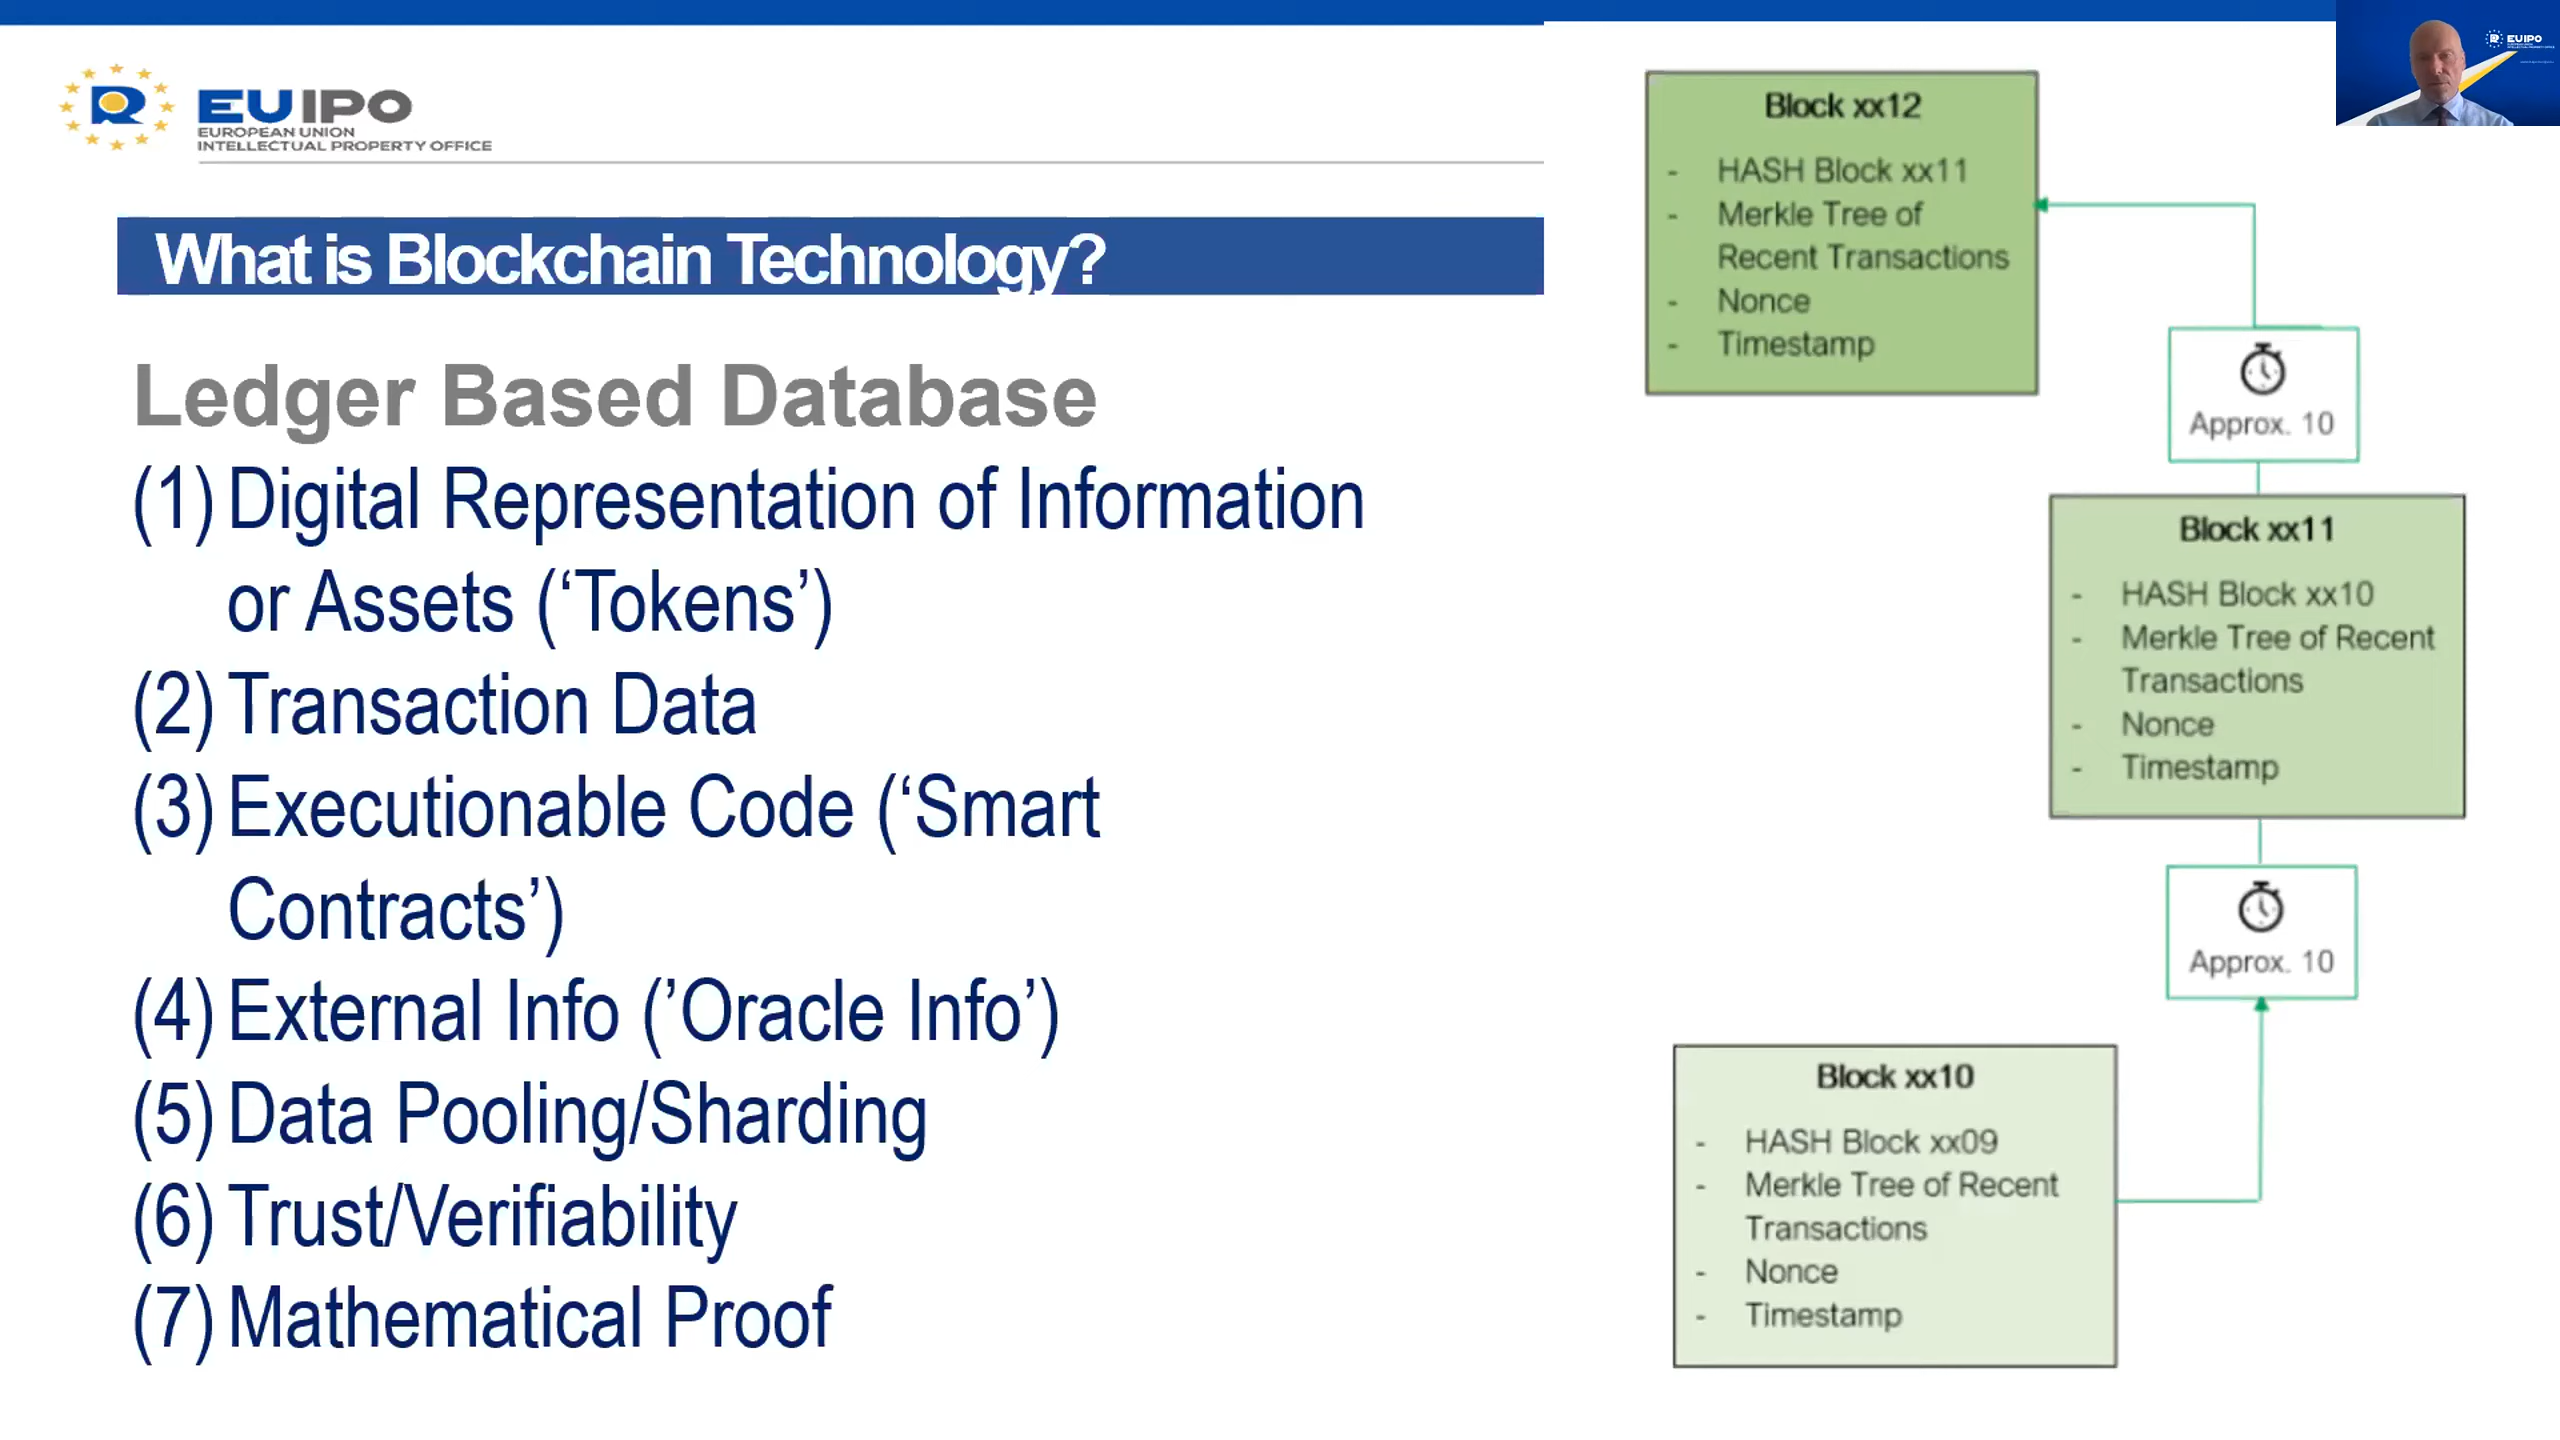 EUIPO
EUROPEAN UNION
INTELLECTUAL PROPERTY OFFICE
What is Blockchain Technology?
Ledger Based Database
(1) Digital Representation of Information
or Assets (‘Tokens’)
(2) Transaction Data
(3) Executionable Code (‘Smart
Contracts’)
(4) External Info (’Oracle Info’)
(5) Data Pooling/Sharding
(6) Trust/Verifiability
(7) Mathematical Proof
Block xx12
- HASH Block xx11
- Merkle Tree of
Recent Transactions
- Nonce
- Timestamp
Approx. 10
Block xx11
- HASH Block xx10
- Merkle Tree of Recent
Transactions
- Nonce
- Timestamp
Approx. 10
Block xx10
- HASH Block xx09
- Merkle Tree of Recent
Transactions
- Nonce
- Timestamp
EUIPO